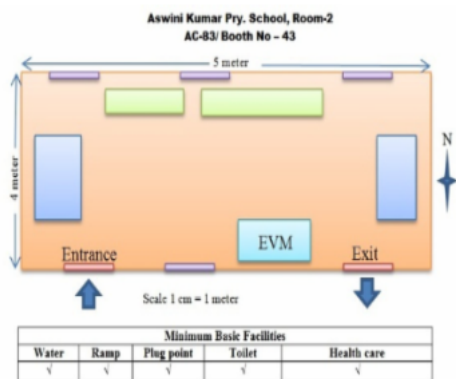 Aswini Kumar Pry. School, Room-2
AC-83/ Booth No – 43
5 meter
4 meter
N
EVM
Entrance
Exit
Scale 1 cm = 1 meter
Minimum Basic Facilities
Water Ramp Plug point Toilet Health care
√ √ √ √ √